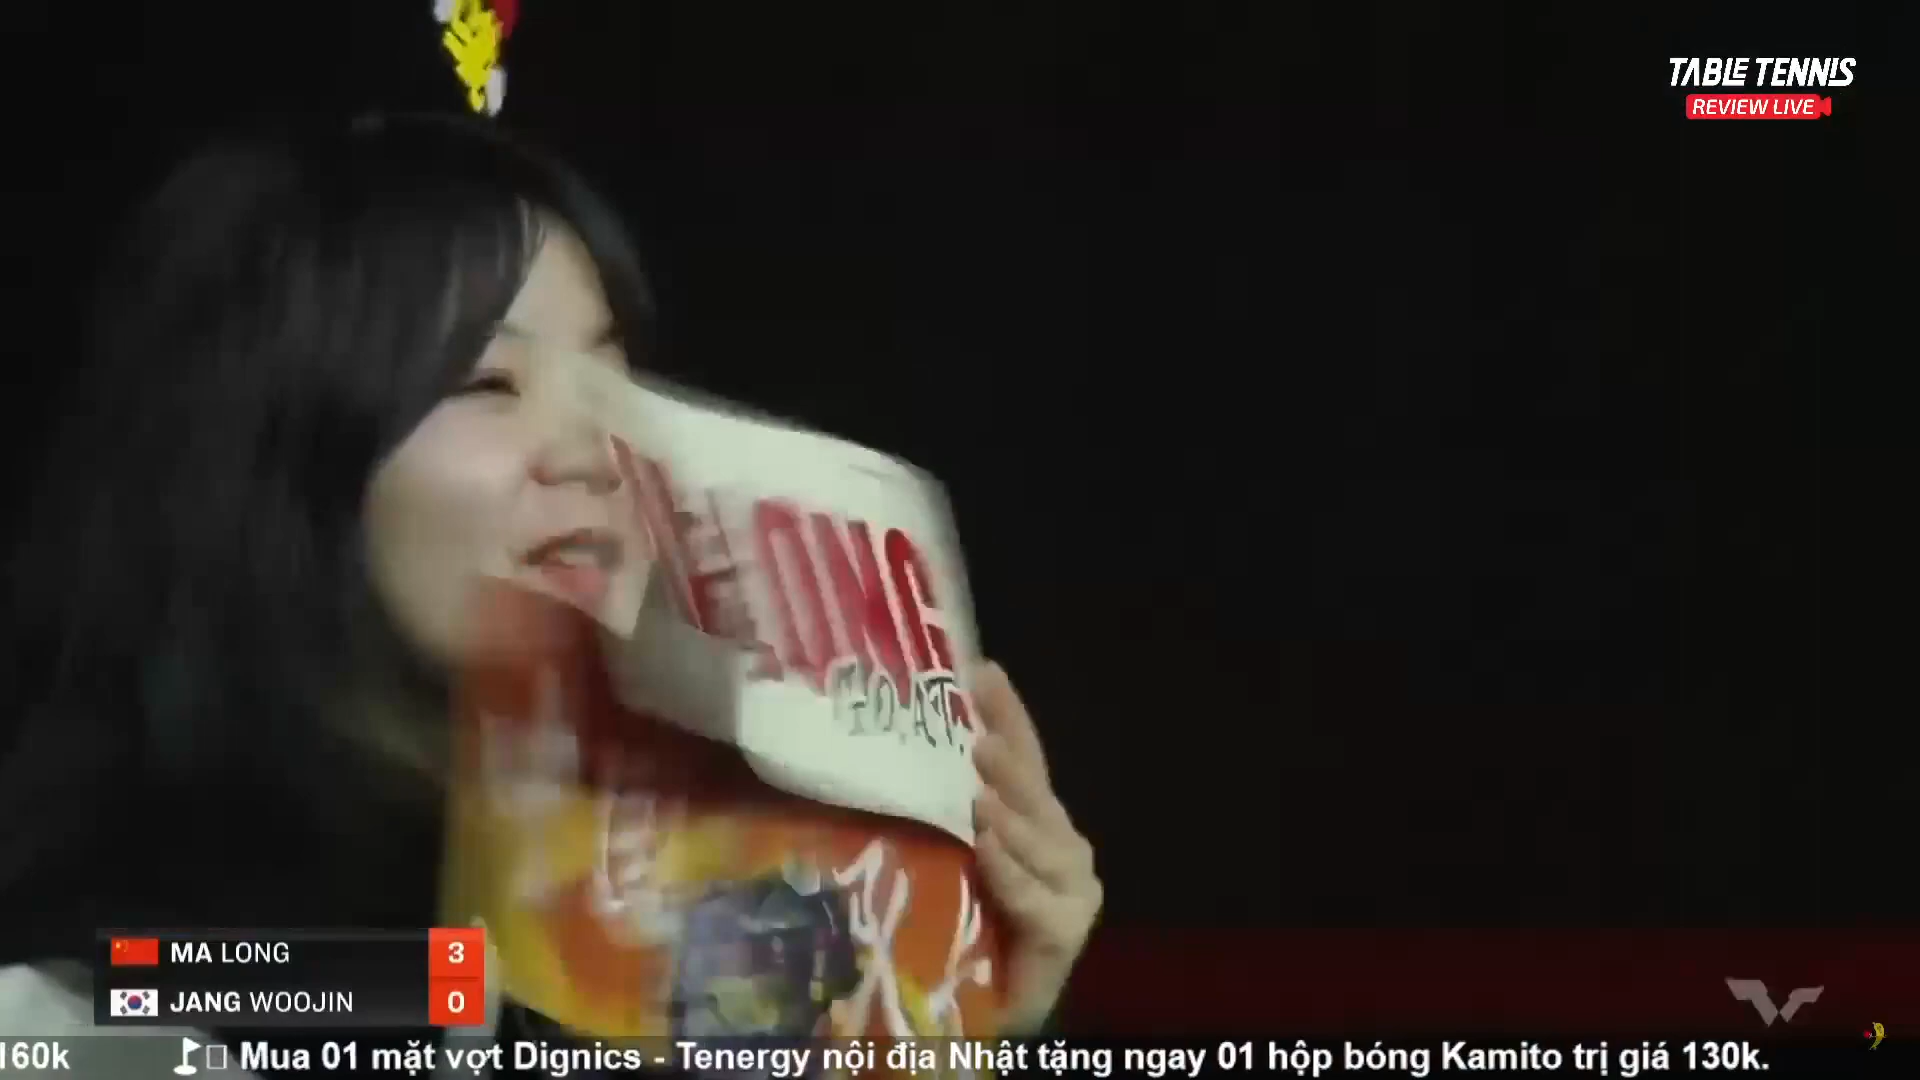 TABLE TENNIS
REVIEW LIVE
ONG
G.O.A.T
MA LONG 3
JANG WOOJIN 0
160k Mua 01 mặt vợt Dignics - Tenergy nội địa Nhật tặng ngay 01 hộp bóng Kamito trị giá 130k.